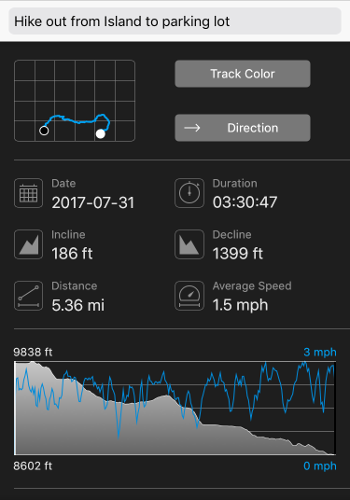 Hike out from Island to parking lot
Track Color
Direction
Date
2017-07-31
Duration
03:30:47
Incline
186 ft
Decline
1399 ft
Distance
5.36 mi
Average Speed
1.5 mph
9838 ft
3 mph
8602 ft
0 mph